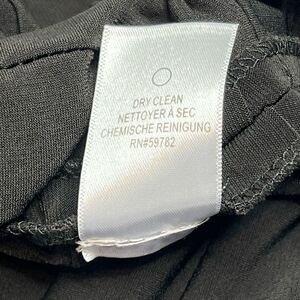 DRY CLEAN
NETTOYER À SEC
CHEMISCHE REINIGUNG
RN#59782